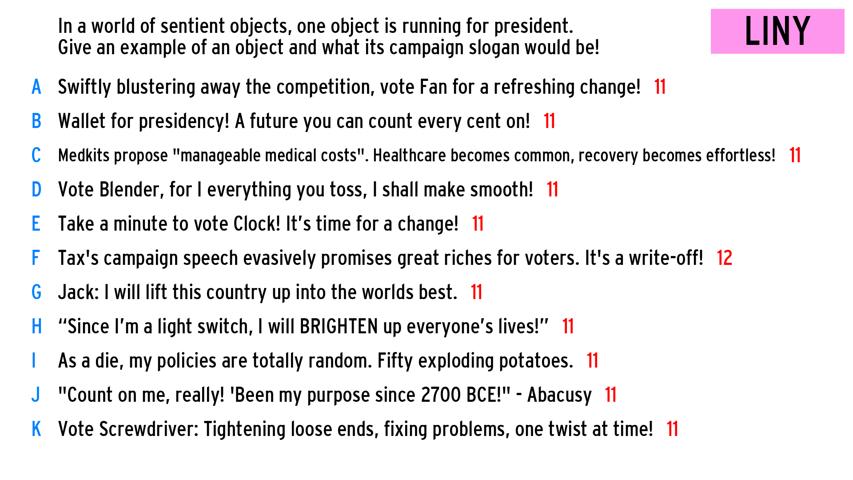 In a world of sentient objects, one object is running for president.
Give an example of an object and what its campaign slogan would be!
LINY
A Swiftly blustering away the competition, vote Fan for a refreshing change! 11
B Wallet for presidency! A future you can count every cent on! 11
C Medkits propose "manageable medical costs". Healthcare becomes common, recovery becomes effortless! 11
D Vote Blender, for I everything you toss, I shall make smooth! 11
E Take a minute to vote Clock! It's time for a change! 11
F Tax's campaign speech evasively promises great riches for voters. It's a write-off! 12
G Jack: I will lift this country up into the worlds best. 11
H “Since I'm a light switch, I will BRIGHTEN up everyone's lives!” 11
I As a die, my policies are totally random. Fifty exploding potatoes. 11
J "Count on me, really! 'Been my purpose since 2700 BCE!" - Abacusy 11
K Vote Screwdriver: Tightening loose ends, fixing problems, one twist at time! 11